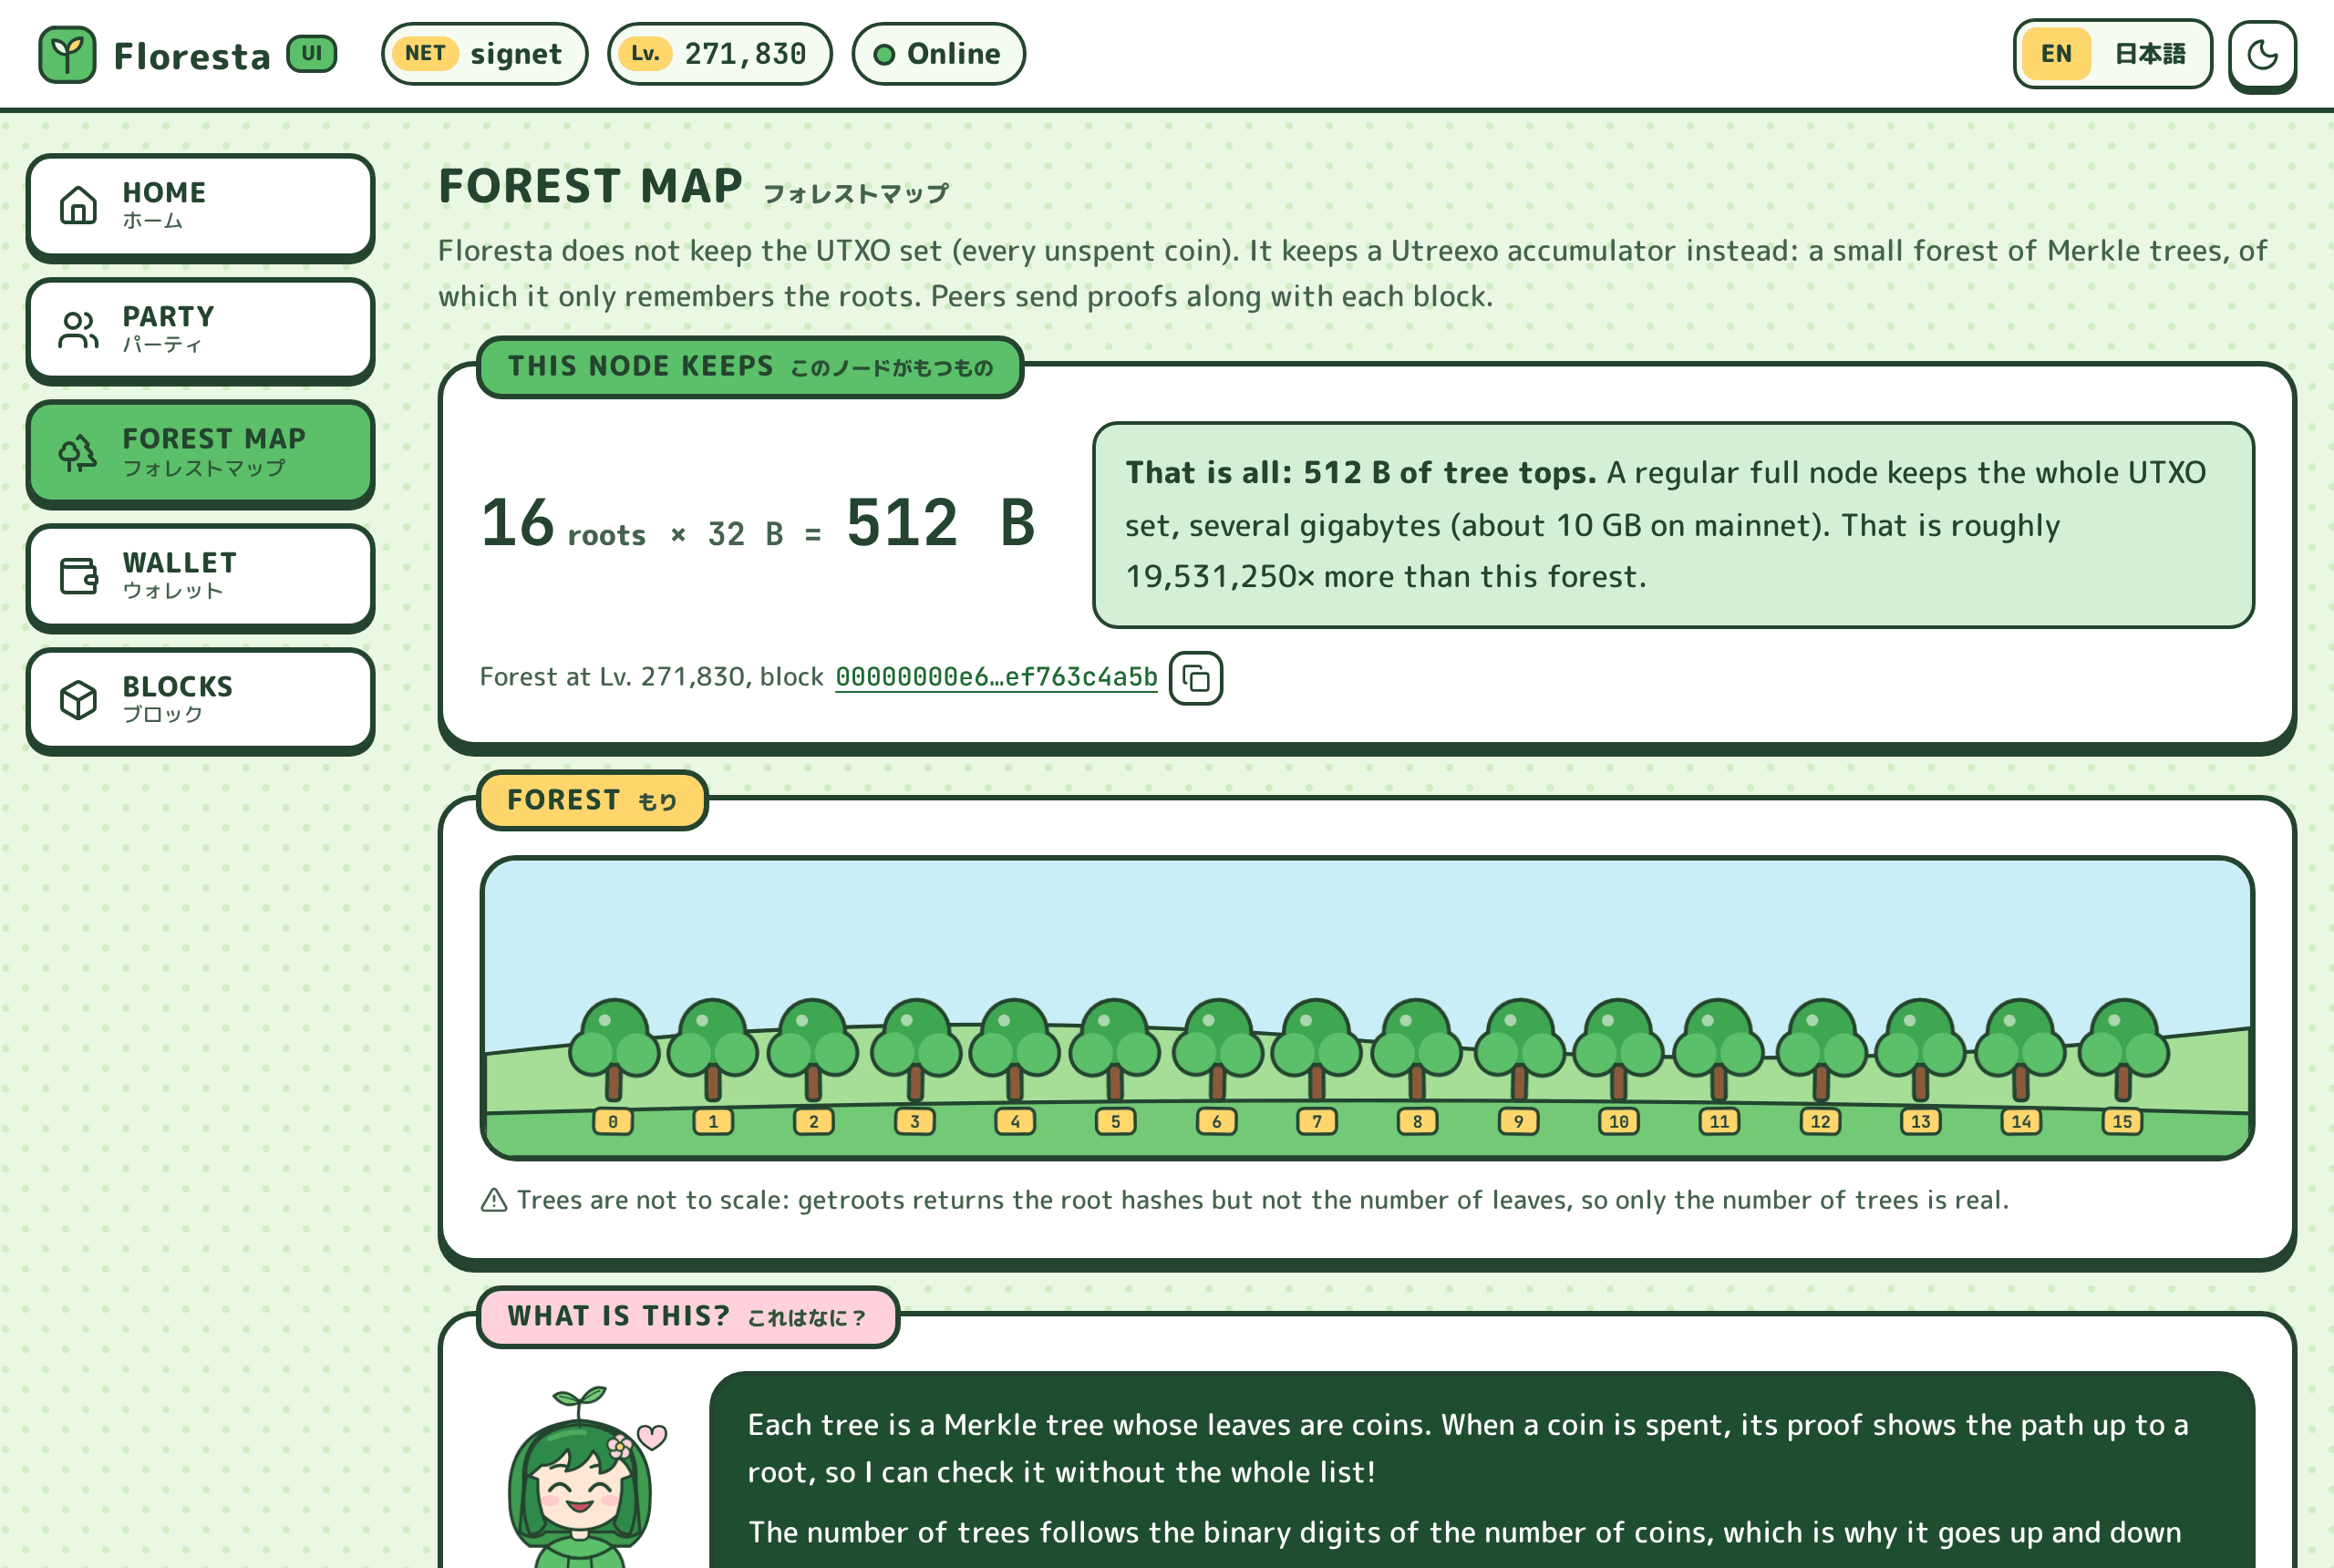 Floresta UI
NET signet
Lv. 271,830
Online
EN 日本語
HOME
ホーム
PARTY
パーティ
FOREST MAP
フォレストマップ
WALLET
ウォレット
BLOCKS
ブロック
FOREST MAP フォレストマップ
Floresta does not keep the UTXO set (every unspent coin). It keeps a Utreexo accumulator instead: a small forest of Merkle trees, of
which it only remembers the roots. Peers send proofs along with each block.
THIS NODE KEEPS このノードがもつもの
16 roots × 32 B = 512 B
That is all: 512 B of tree tops. A regular full node keeps the whole UTXO
set, several gigabytes (about 10 GB on mainnet). That is roughly
19,531,250× more than this forest.
Forest at Lv. 271,830, block 00000000e6…ef763c4a5b
FOREST もり
0 1 2 3 4 5 6 7 8 9 10 11 12 13 14 15
Trees are not to scale: getroots returns the root hashes but not the number of leaves, so only the number of trees is real.
WHAT IS THIS? これはなに？
Each tree is a Merkle tree whose leaves are coins. When a coin is spent, its proof shows the path up to a
root, so I can check it without the whole list!
The number of trees follows the binary digits of the number of coins, which is why it goes up and down